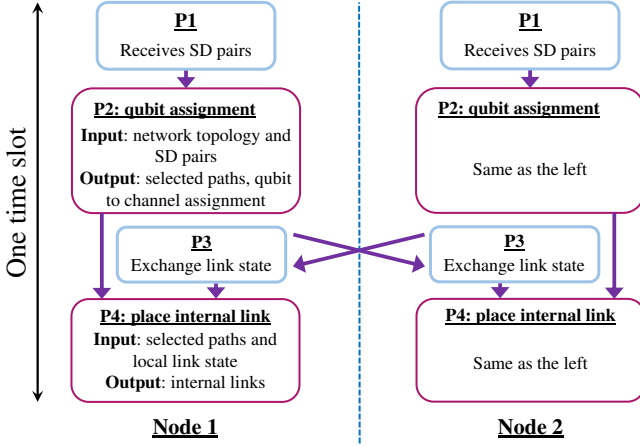 One time slot
P1
Receives SD pairs
P2: qubit assignment
Input: network topology and
SD pairs
Output: selected paths, qubit
to channel assignment
P3
Exchange link state
P4: place internal link
Input: selected paths and
local link state
Output: internal links
Node 1
P1
Receives SD pairs
P2: qubit assignment
Same as the left
P3
Exchange link state
P4: place internal link
Same as the left
Node 2